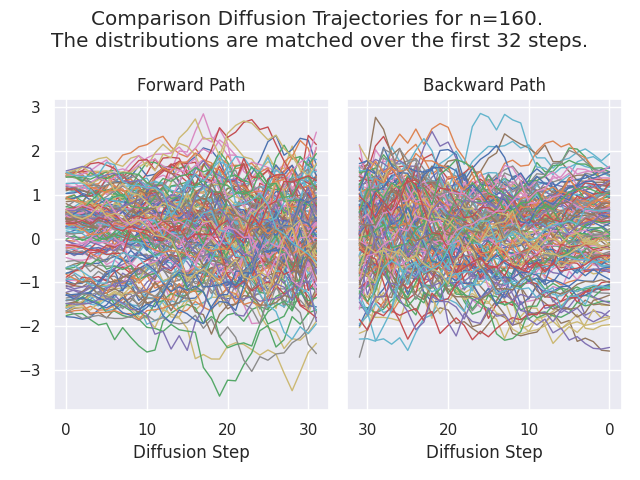 Comparison Diffusion Trajectories for n=160.
The distributions are matched over the first 32 steps.
Forward Path
Backward Path
3
2
1
0
−1
−2
−3
0
10
20
30
30
20
10
0
Diffusion Step
Diffusion Step